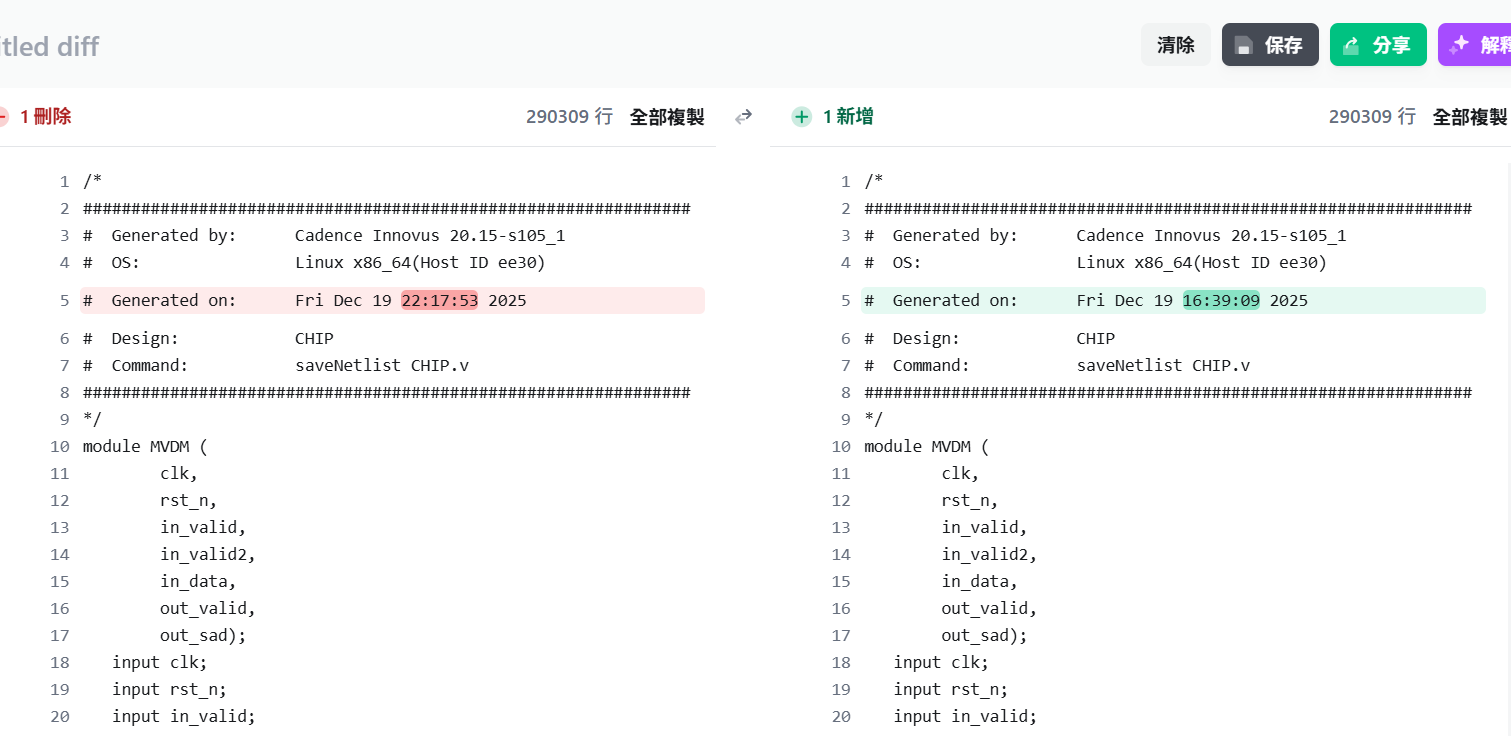 tled diff
清除
保存
分享
解釋
1 刪除
290309 行
全部複製
1 新增
290309 行
全部複製
1 /*
2 ###############################################################
3 #  Generated by:      Cadence Innovus 20.15-s105_1
4 #  OS:                Linux x86_64(Host ID ee30)
5 #  Generated on:      Fri Dec 19 22:17:53 2025
6 #  Design:            CHIP
7 #  Command:           saveNetlist CHIP.v
8 ###############################################################
9 */
10 module MVDM (
11         clk,
12         rst_n,
13         in_valid,
14         in_valid2,
15         in_data,
16         out_valid,
17         out_sad);
18    input clk;
19    input rst_n;
20    input in_valid;
1 /*
2 ###############################################################
3 #  Generated by:      Cadence Innovus 20.15-s105_1
4 #  OS:                Linux x86_64(Host ID ee30)
5 #  Generated on:      Fri Dec 19 16:39:09 2025
6 #  Design:            CHIP
7 #  Command:           saveNetlist CHIP.v
8 ###############################################################
9 */
10 module MVDM (
11         clk,
12         rst_n,
13         in_valid,
14         in_valid2,
15         in_data,
16         out_valid,
17         out_sad);
18    input clk;
19    input rst_n;
20    input in_valid;